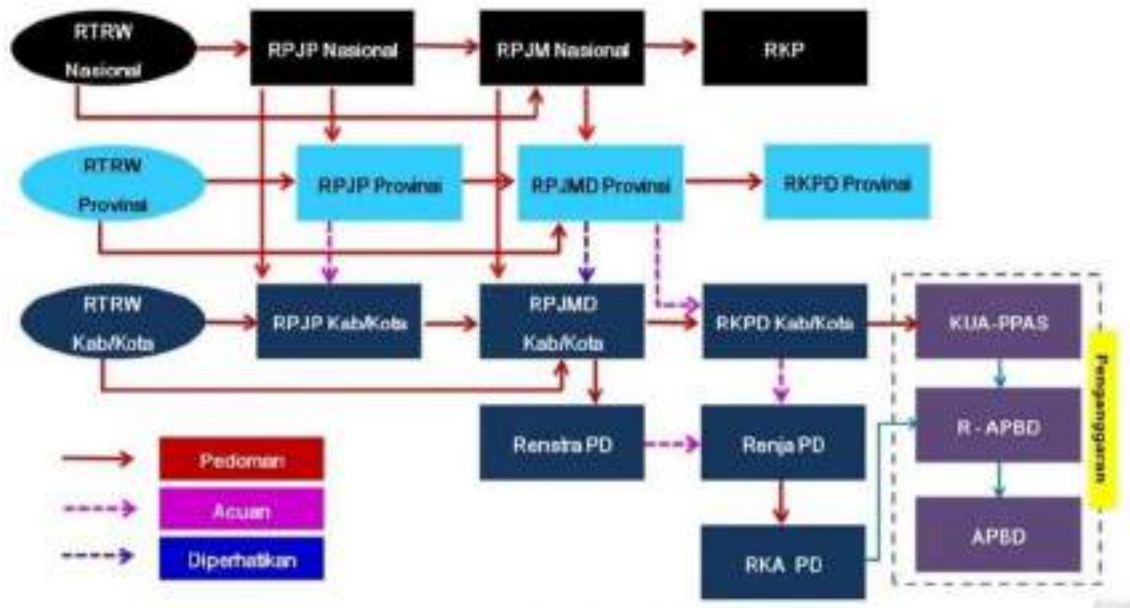 RTRW
Nasional
RPJP Nasional
RPJM Nasional
RKP
RTRW
Provinsi
RPJP Provinsi
RPJMD Provinsi
RKPD Provinsi
RTRW
Kab/Kota
RPJP Kab/Kota
RPJMD
Kab/Kota
RKPD Kab/Kota
KUA-PPAS
Penganggaran
Renstra PD
Renja PD
R - APBD
Pedoman
Acuan
Diperhatikan
RKA PD
APBD